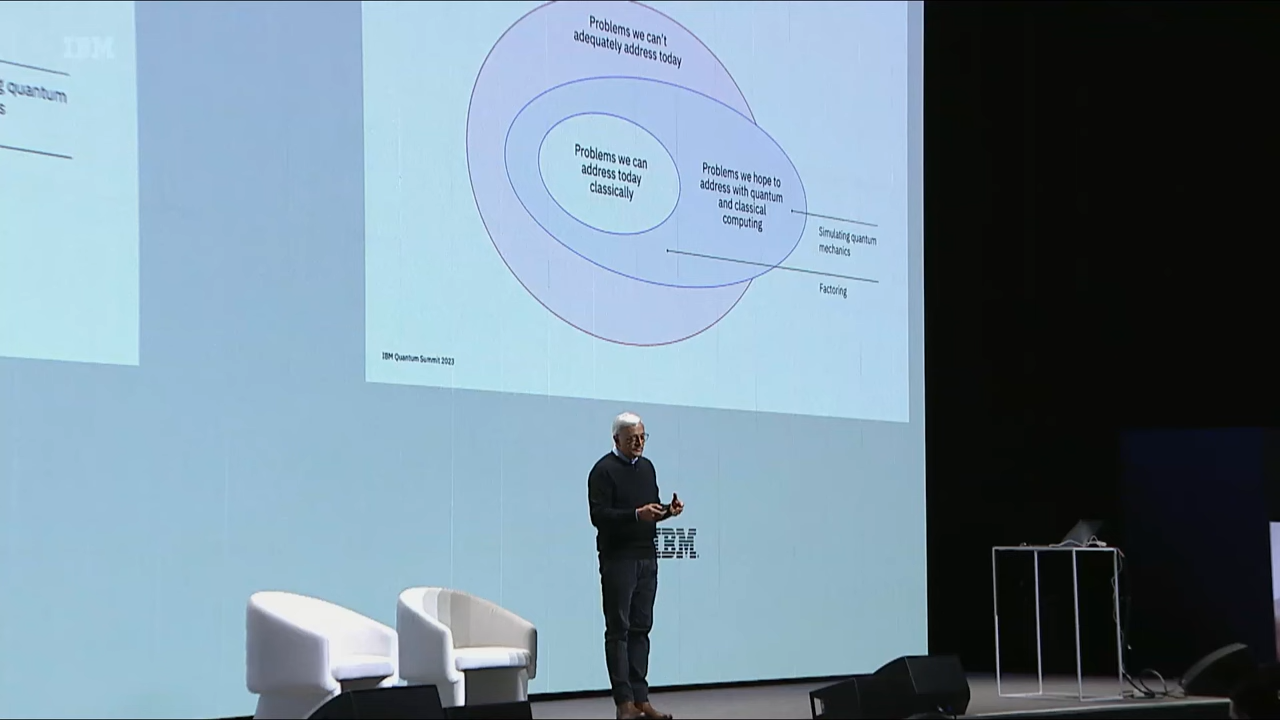 IBM
g quantum
s
Problems we can't
adequately address today
Problems we can
address today
classically
Problems we hope to
address with quantum
and classical
computing
Simulating quantum
mechanics
Factoring
IBM Quantum Summit 2023
IBM